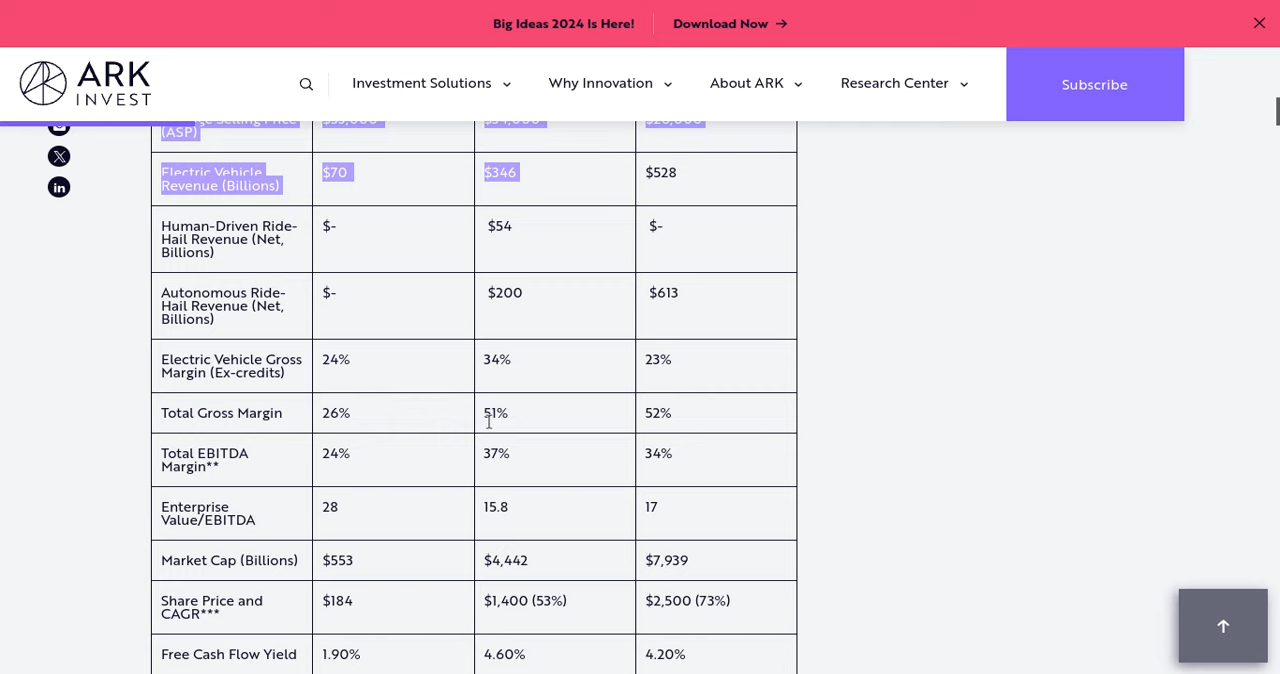 Big Ideas 2024 Is Here! Download Now →
ARK
INVEST
Investment Solutions Why Innovation About ARK Research Center Subscribe
Selling Price
(ASP)
Electric Vehicle $70 $346 $528
Revenue (Billions)
Human-Driven Ride- $- $54 $-
Hail Revenue (Net,
Billions)
Autonomous Ride- $- $200 $613
Hail Revenue (Net,
Billions)
Electric Vehicle Gross 24% 34% 23%
Margin (Ex-credits)
Total Gross Margin 26% 51% 52%
Total EBITDA 24% 37% 34%
Margin**
Enterprise 28 15.8 17
Value/EBITDA
Market Cap (Billions) $553 $4,442 $7,939
Share Price and $184 $1,400 (53%) $2,500 (73%)
CAGR***
Free Cash Flow Yield 1.90% 4.60% 4.20%